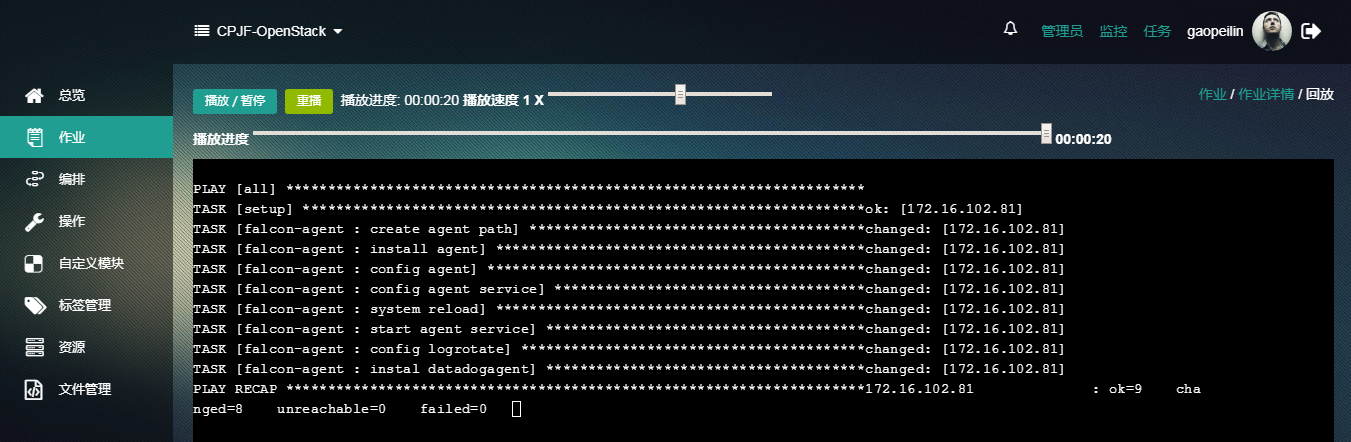 CPJF-OpenStack
管理员 监控 任务 gaopeilin
总览
作业
编排
操作
自定义模块
标签管理
资源
文件管理
播放 / 暂停 重播 播放进度: 00:00:20 播放速度 1 X
作业 / 作业详情 / 回放
播放进度 00:00:20
PLAY [all] *********************************************************************
TASK [setup] *******************************************************************ok: [172.16.102.81]
TASK [falcon-agent : create agent path] ****************************************changed: [172.16.102.81]
TASK [falcon-agent : install agent] ********************************************changed: [172.16.102.81]
TASK [falcon-agent : config agent] *********************************************changed: [172.16.102.81]
TASK [falcon-agent : config agent service] *************************************changed: [172.16.102.81]
TASK [falcon-agent : system reload] ********************************************changed: [172.16.102.81]
TASK [falcon-agent : start agent service] **************************************changed: [172.16.102.81]
TASK [falcon-agent : config logrotate] *****************************************changed: [172.16.102.81]
TASK [falcon-agent : instal datadogagent] **************************************changed: [172.16.102.81]
PLAY RECAP *********************************************************************172.16.102.81              : ok=9    cha
nged=8    unreachable=0    failed=0